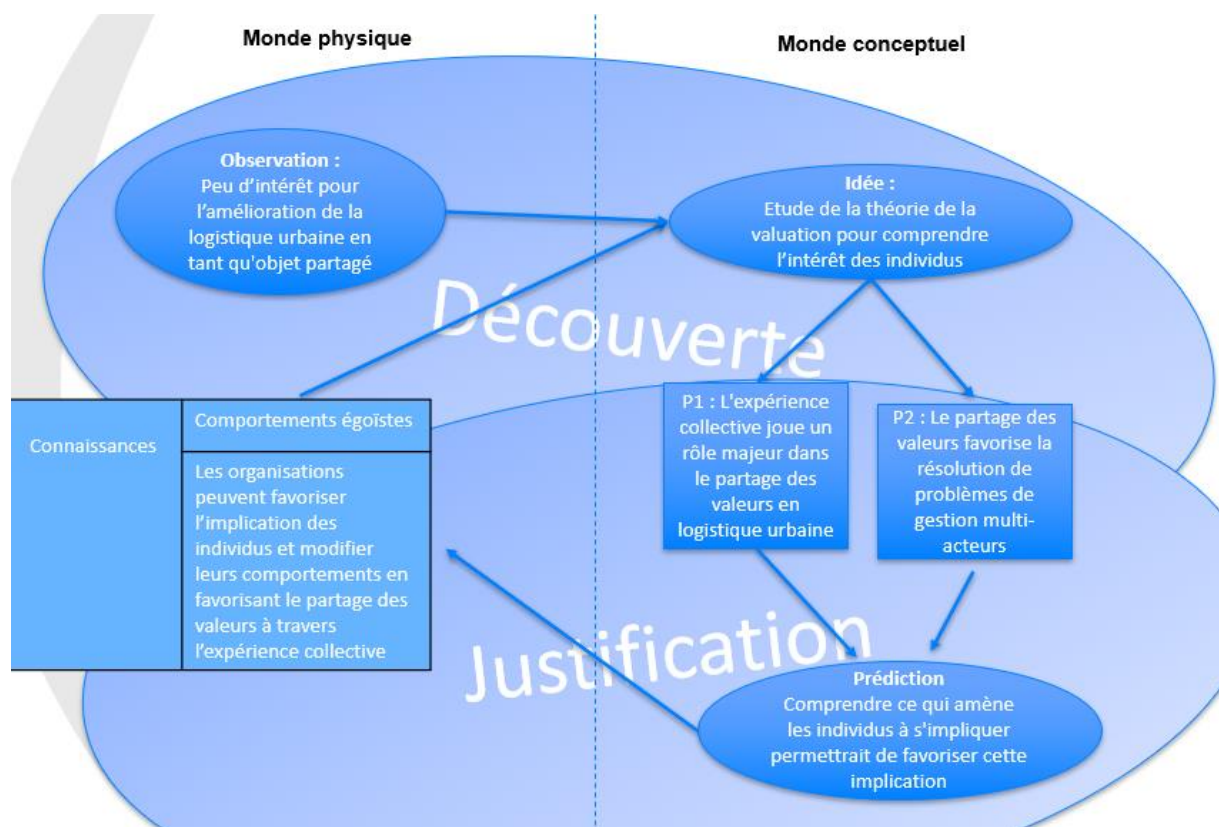 Monde physique
Monde conceptuel
Observation :
Peu d’intérêt pour
l’amélioration de la
logistique urbaine en
tant qu'objet partagé
Idée :
Etude de la théorie de la
valuation pour comprendre
l’intérêt des individus
Découverte
Connaissances
Comportements égoïstes
Les organisations
peuvent favoriser
l’implication des
individus et modifier
leurs comportements en
favorisant le partage des
valeurs à travers
l’expérience collective
P1 : L'expérience
collective joue un
rôle majeur dans
le partage des
valeurs en
logistique urbaine
P2 : Le partage des
valeurs favorise la
résolution de
problèmes de
gestion multi-
acteurs
Justification
Prédiction
Comprendre ce qui amène
les individus à s'impliquer
permettrait de favoriser cette
implication